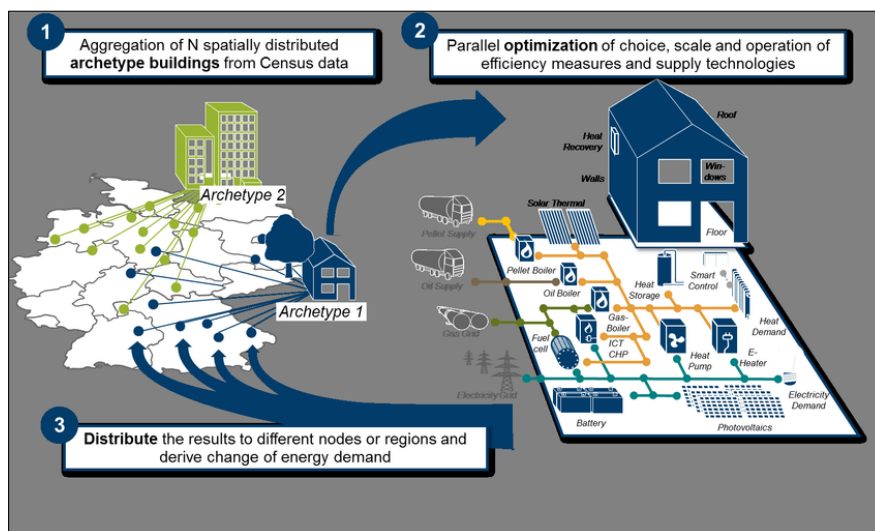 1
Aggregation of N spatially distributed
archetype buildings from Census data
2
Parallel optimization of choice, scale and operation of
efficiency measures and supply technologies
Archetype 2
Archetype 1
Roof
Heat
Recovery
Walls
Win-
dows
Floor
Solar Thermal
Pellet Supply
Pellet Boiler
Oil Supply
Oil Boiler
Heat
Storage
Smart
Control
Heat
Demand
Gas Grid
Gas-
Boiler
Fuel
cell
ICT
CHP
Heat
Pump
E-
Heater
Electricity Grid
Electricity
Demand
Battery
Photovoltaics
3
Distribute the results to different nodes or regions and
derive change of energy demand